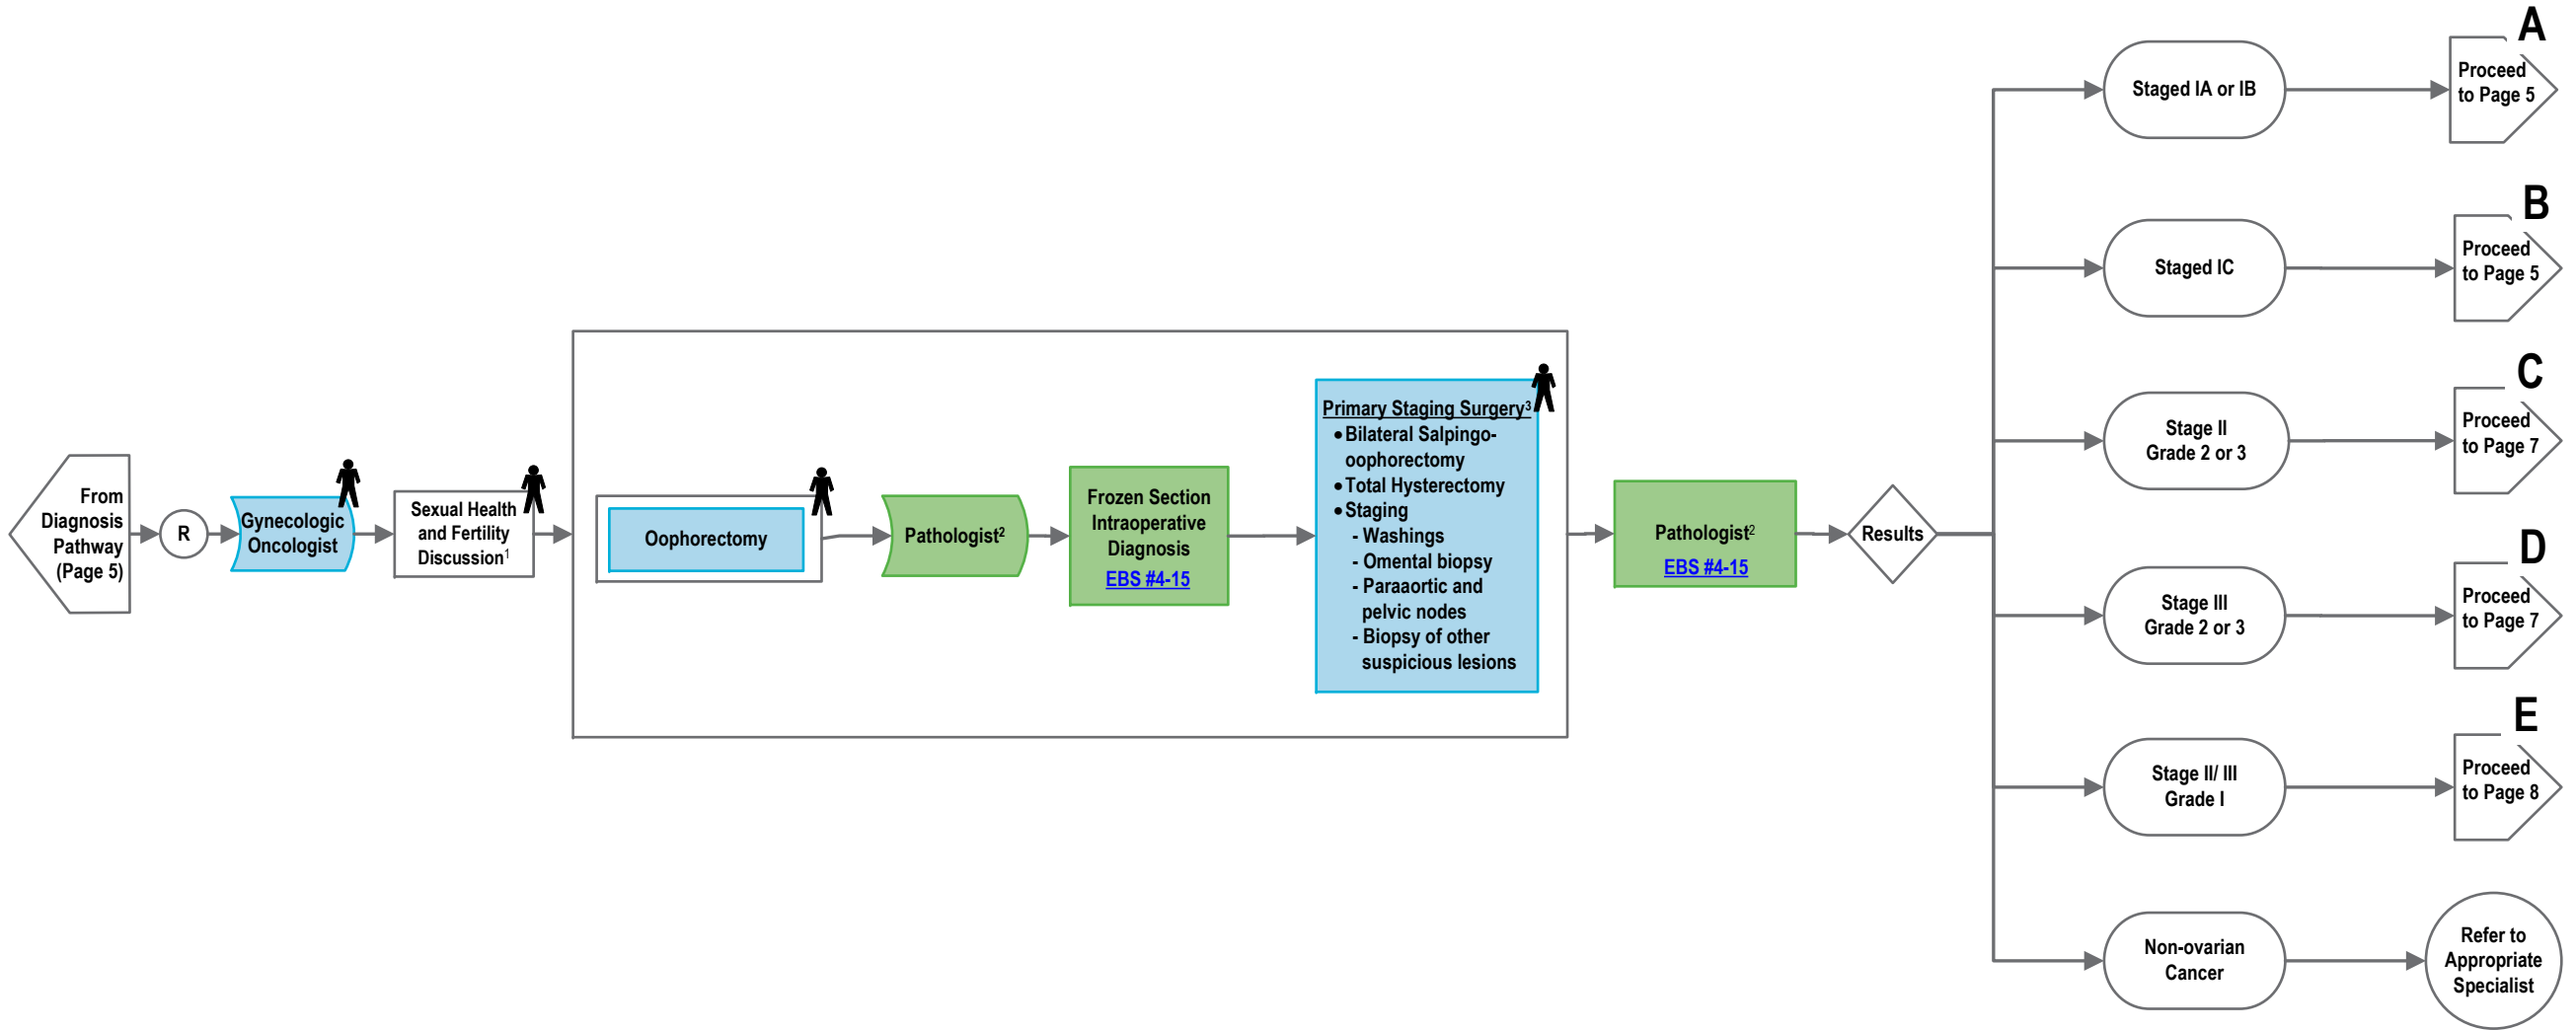 From
Diagnosis
Pathway
(Page 5)
R
Gynecologic
Oncologist
Sexual Health
and Fertility
Discussion1
Oophorectomy
Pathologist2
Frozen Section
Intraoperative
Diagnosis
EBS #4-15
Primary Staging Surgery3
• Bilateral Salpingo-
oophorectomy
• Total Hysterectomy
• Staging
- Washings
- Omental biopsy
- Paraaortic and
pelvic nodes
- Biopsy of other
suspicious lesions
Pathologist2
EBS #4-15
Results
Staged IA or IB
A
Proceed
to Page 5
Staged IC
B
Proceed
to Page 5
Stage II
Grade 2 or 3
C
Proceed
to Page 7
Stage III
Grade 2 or 3
D
Proceed
to Page 7
Stage II/ III
Grade I
E
Proceed
to Page 8
Non-ovarian
Cancer
Refer to
Appropriate
Specialist